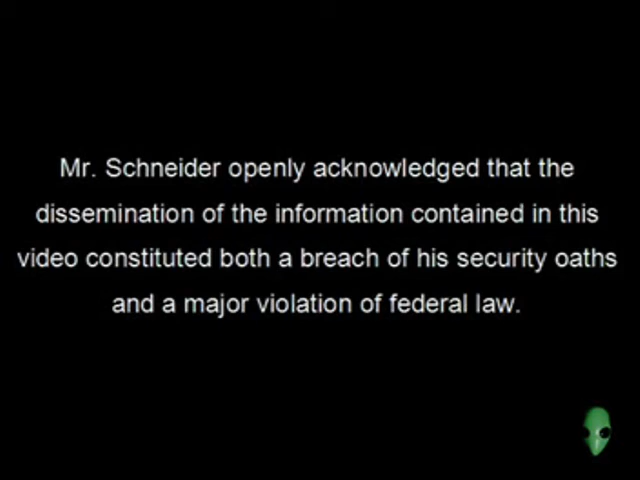 Mr. Schneider openly acknowledged that the
dissemination of the information contained in this
video constituted both a breach of his security oaths
and a major violation of federal law.